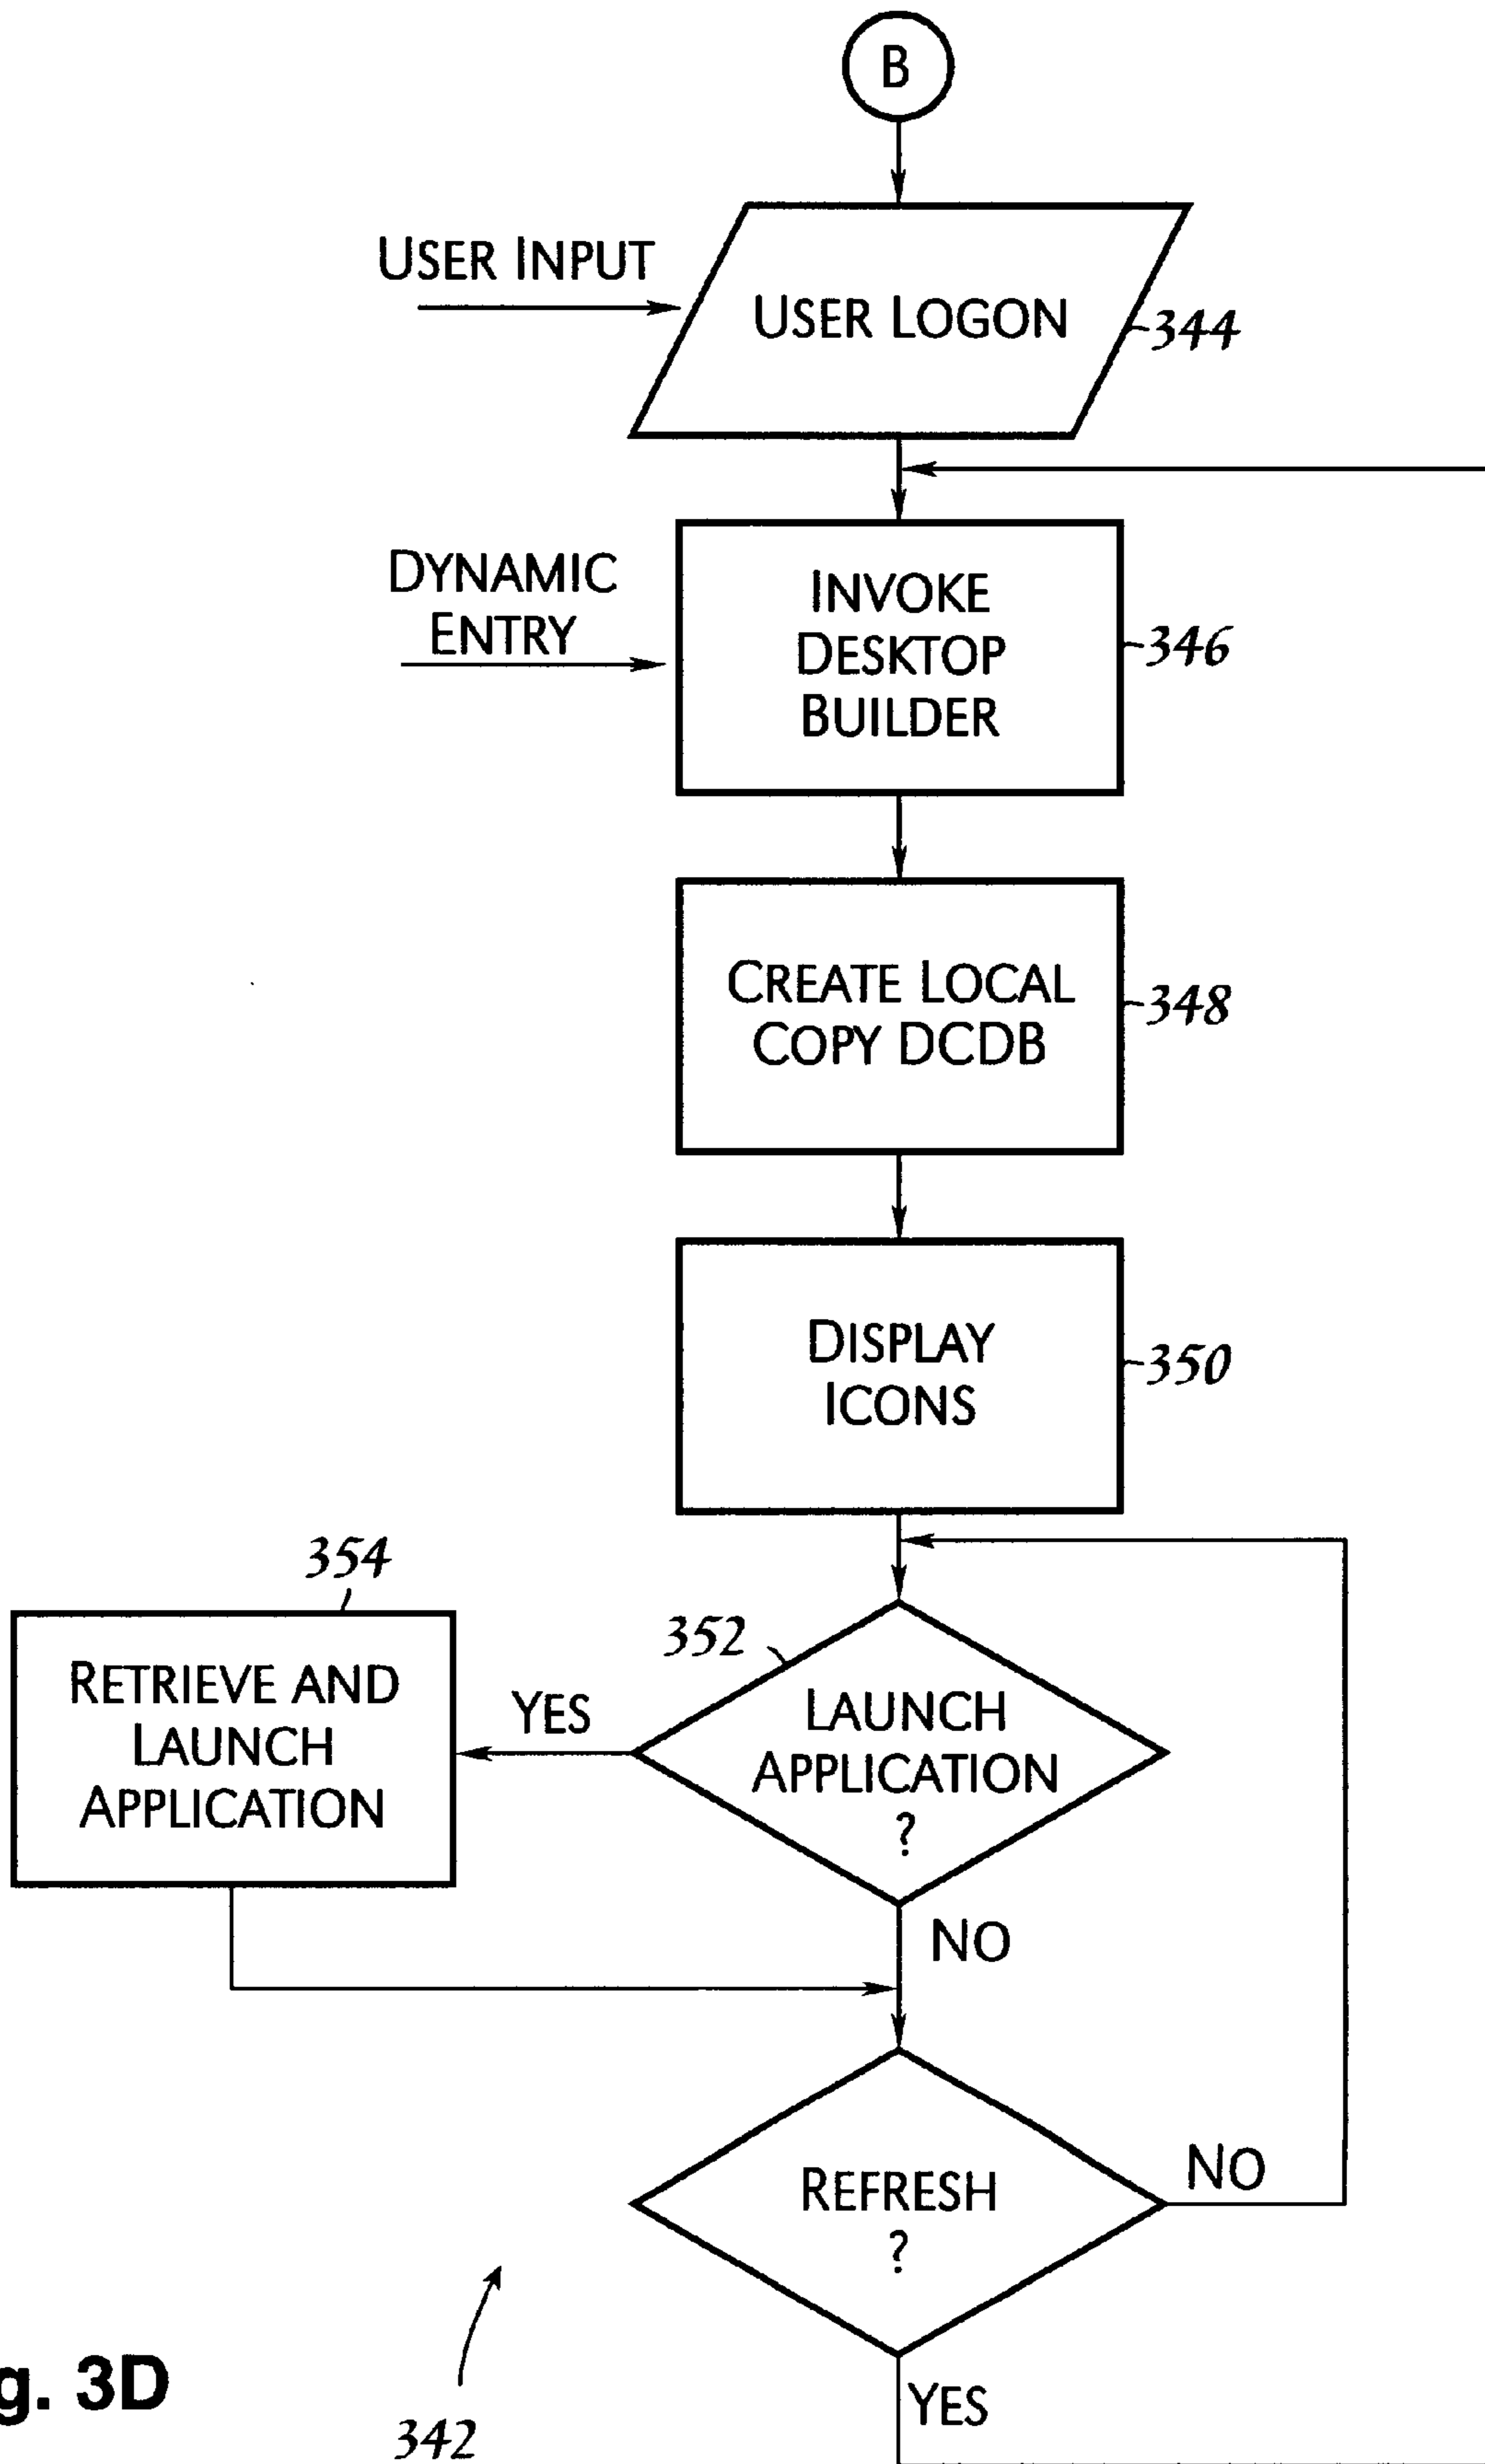 B
USER INPUT
USER LOGON
344
DYNAMIC
ENTRY
INVOKE
DESKTOP
BUILDER
346
CREATE LOCAL
COPY DCDB
348
DISPLAY
ICONS
350
354
352
RETRIEVE AND
LAUNCH
APPLICATION
YES
LAUNCH
APPLICATION
?
NO
REFRESH
?
NO
YES
g. 3D
342